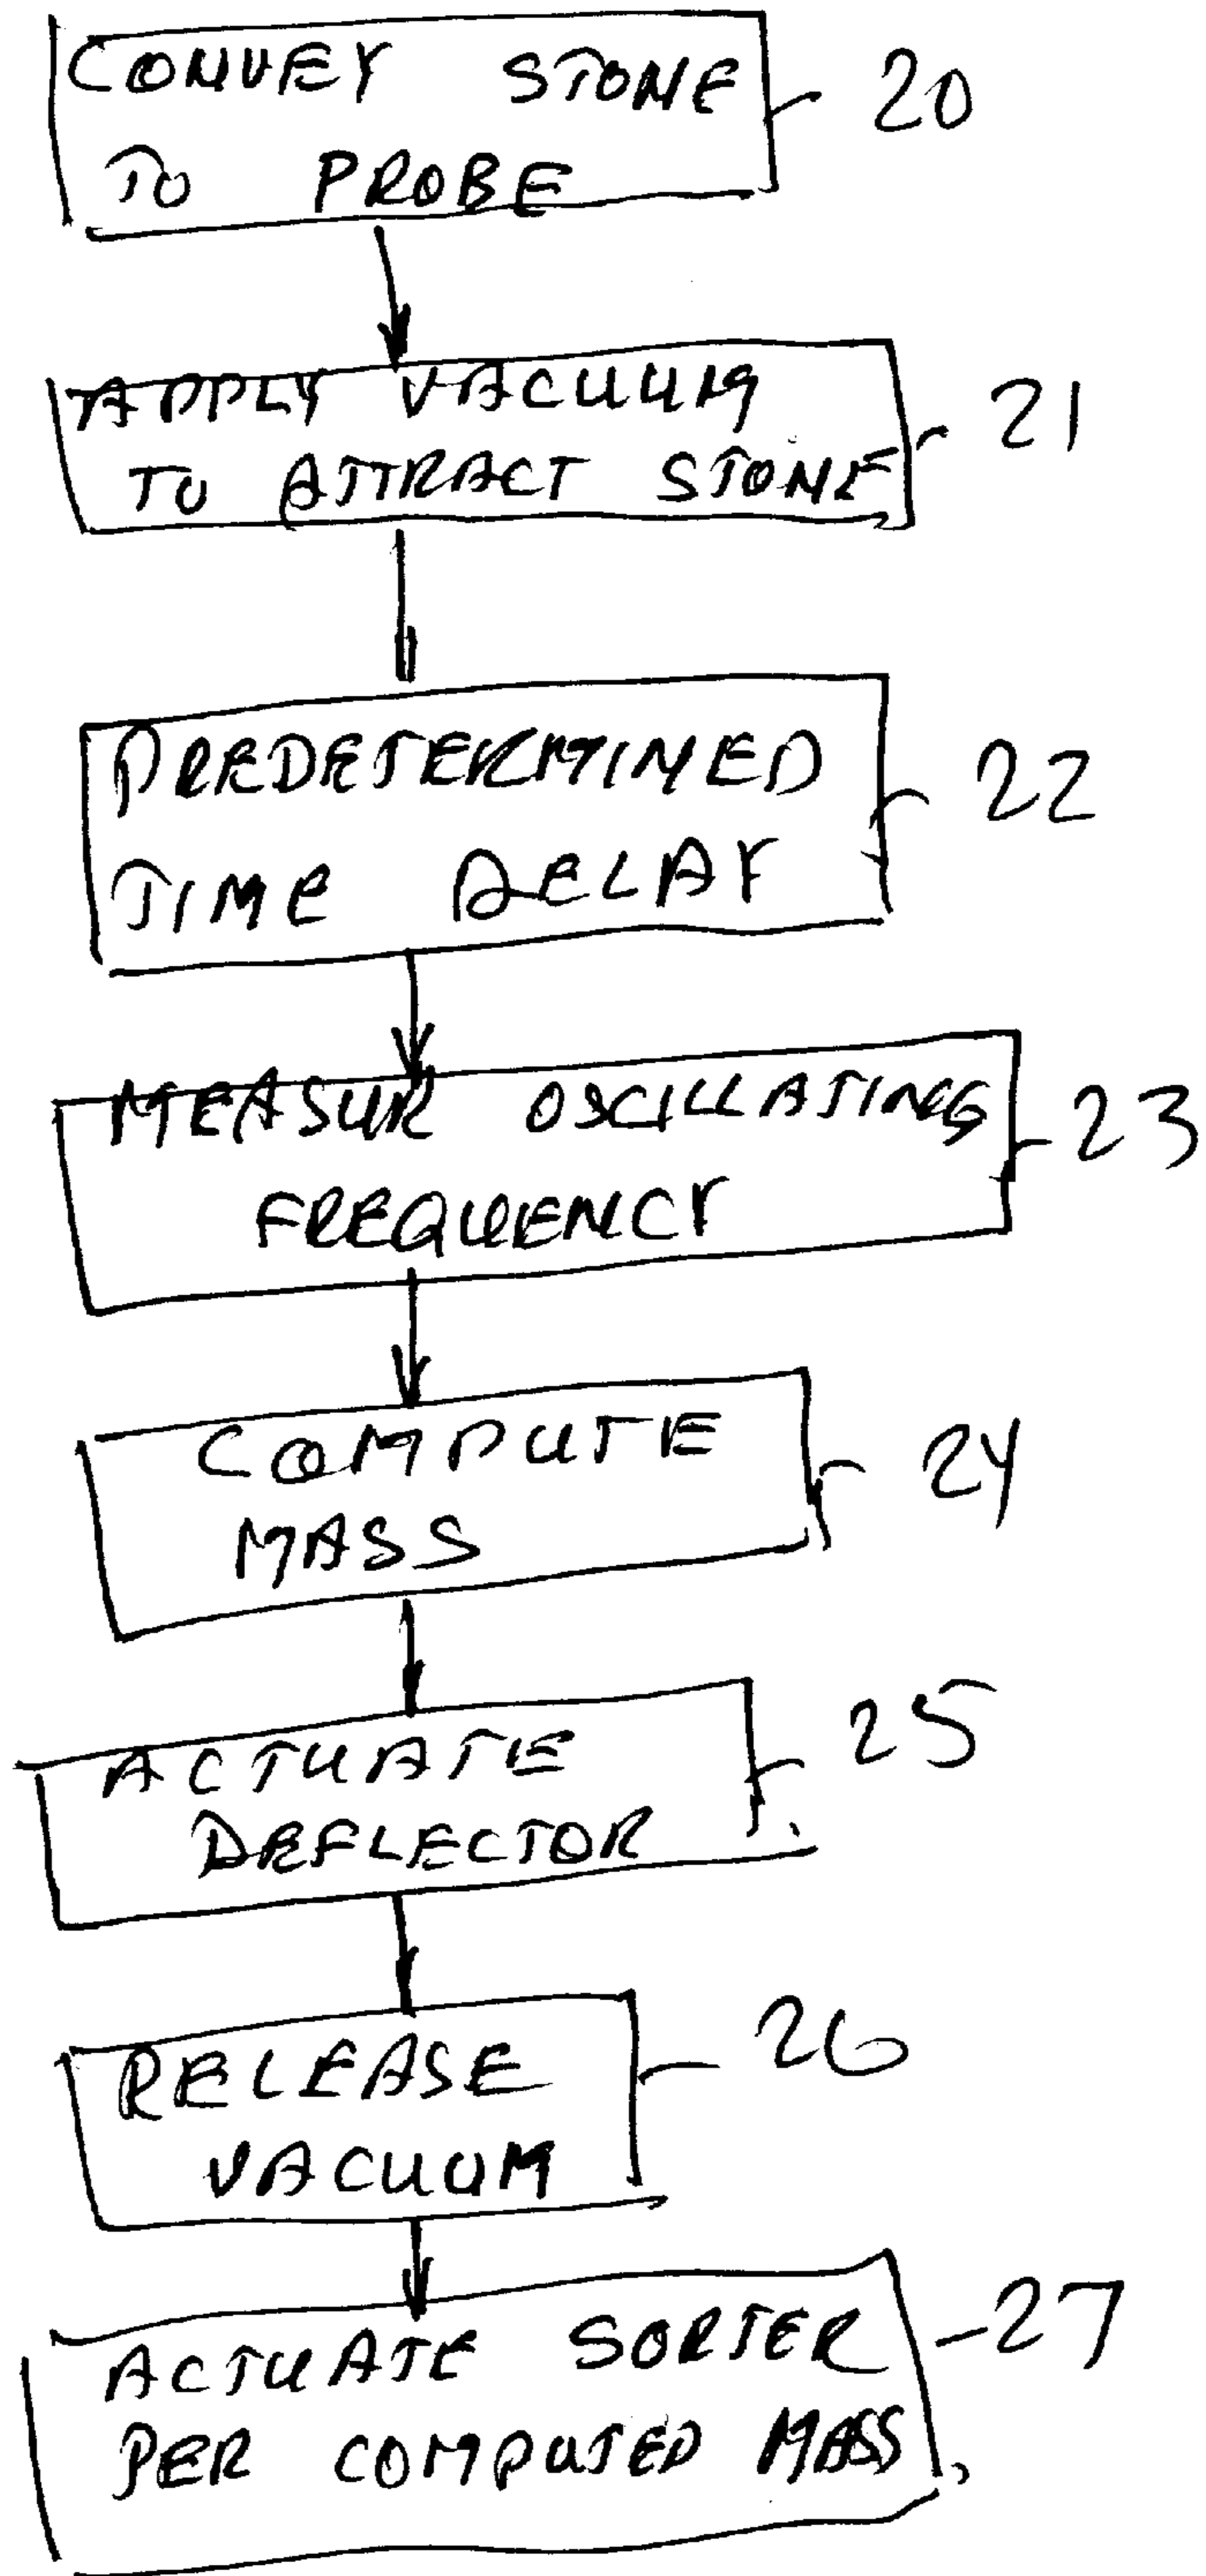 CONVEY STONE
TO PROBE
20
APPLY VACUUM
TO ATTRACT STONE
21
PREDETERMINED
TIME DELAY
22
MEASUR OSCILLATING
FREQUENCY
23
COMPUTE
MASS
24
ACTUATE
DEFLECTOR
25
RELEASE
VACUUM
26
ACTUATE SORTER
PER COMPUTED MASS
27